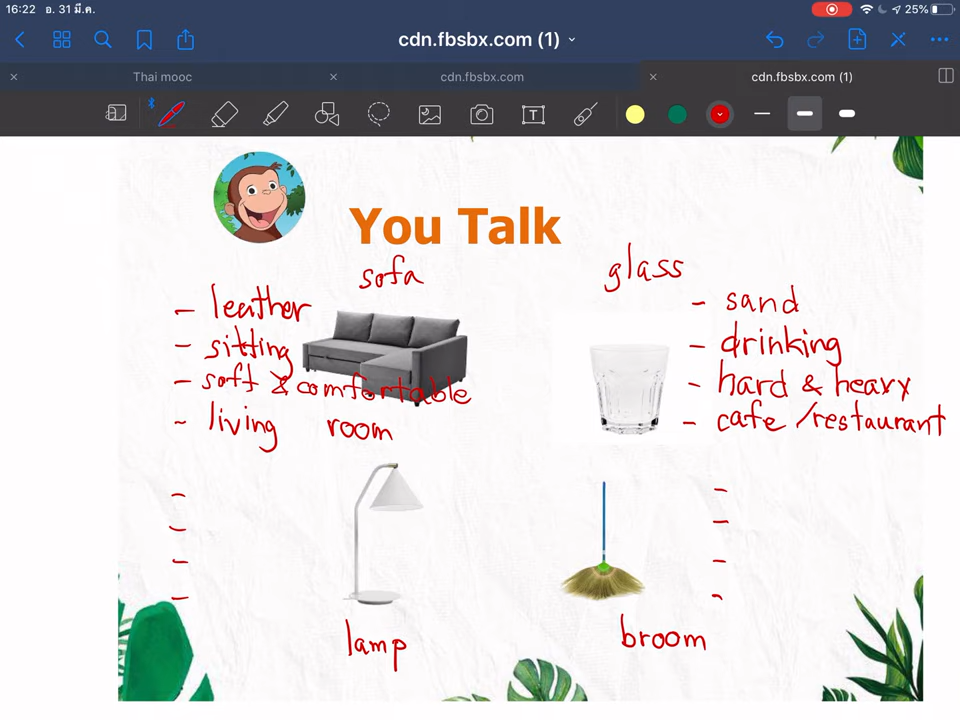 16:22 อ. 31 มี.ค.
25%
cdn.fbsbx.com (1)
Thai mooc
cdn.fbsbx.com
cdn.fbsbx.com (1)
T
You Talk
sofa
- leather
- sitting
- soft & comfortable
- living room
glass
- sand
- drinking
- hard & heavy
- cafe /restaurant
-
-
-
-
lamp
-
-
-
-
broom